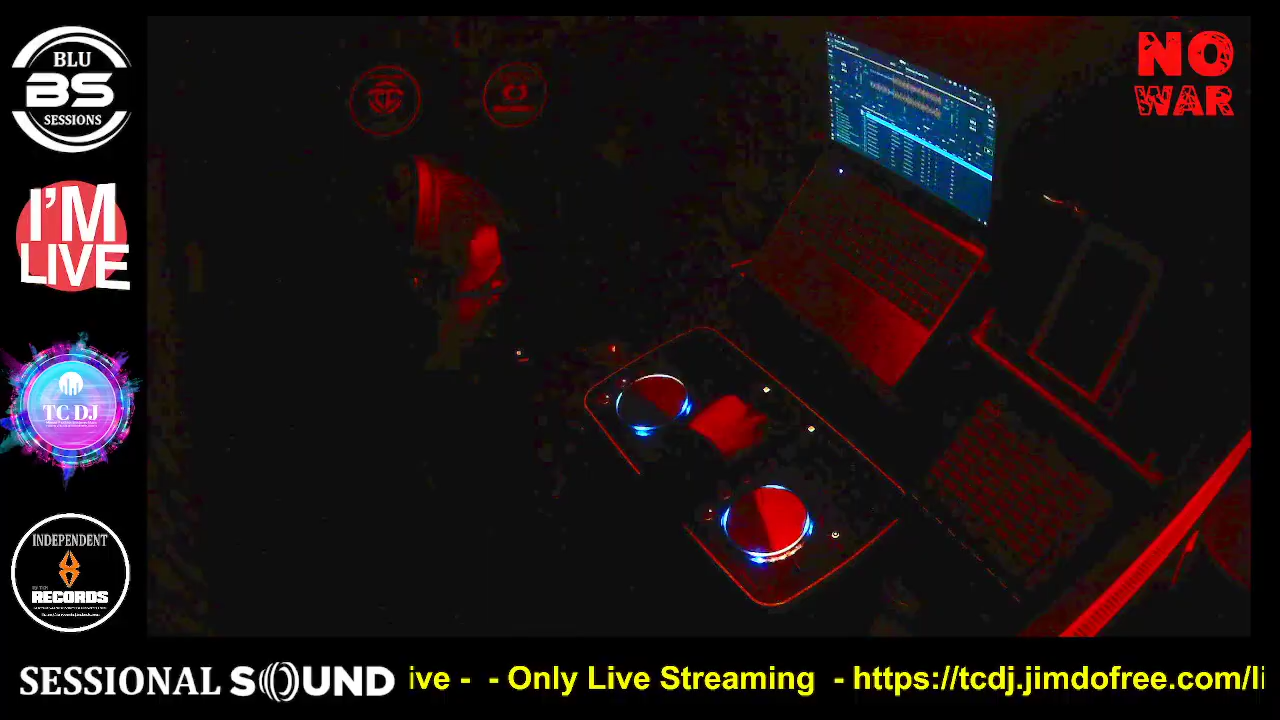 BLU
BS
SESSIONS
I'M
LIVE
TC DJ
INDEPENDENT
RECORDS
NO
WAR
SESSIONAL SOUND
ive - - Only Live Streaming - https://tcdj.jimdofree.com/li